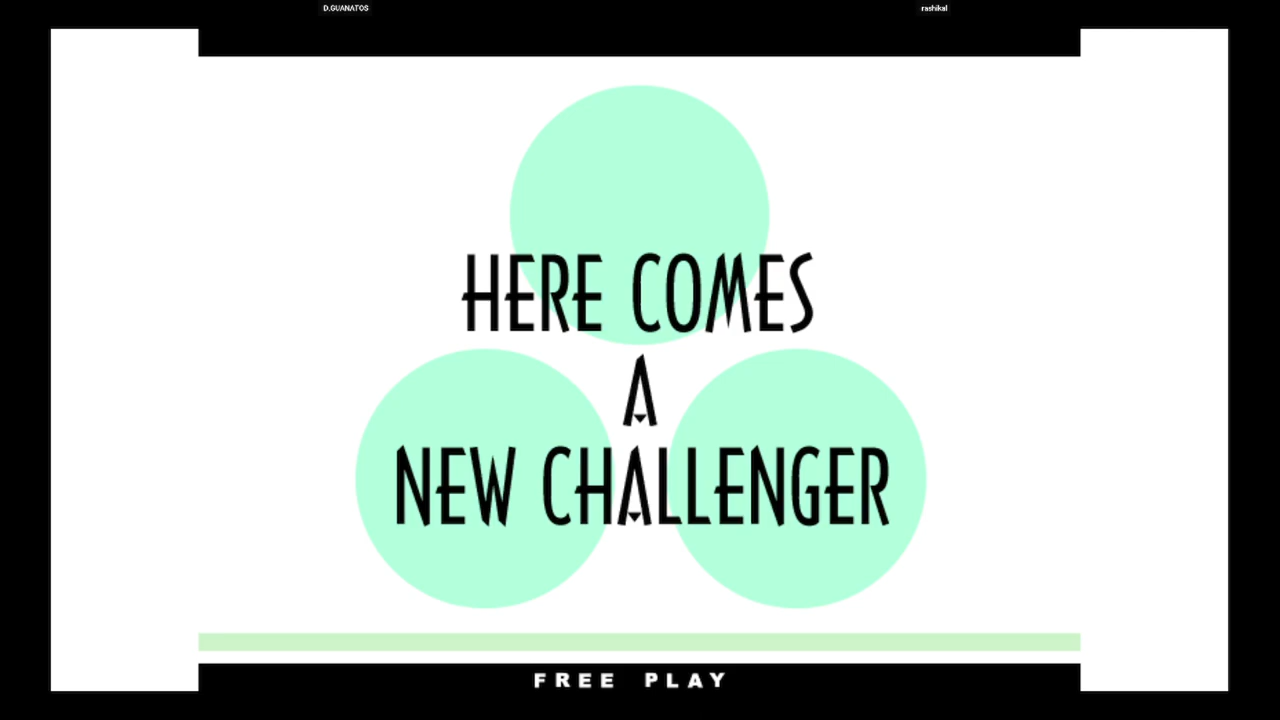 D.GUANATOS
rashikal
HERE COMES
A
NEW CHALLENGER
FREE PLAY